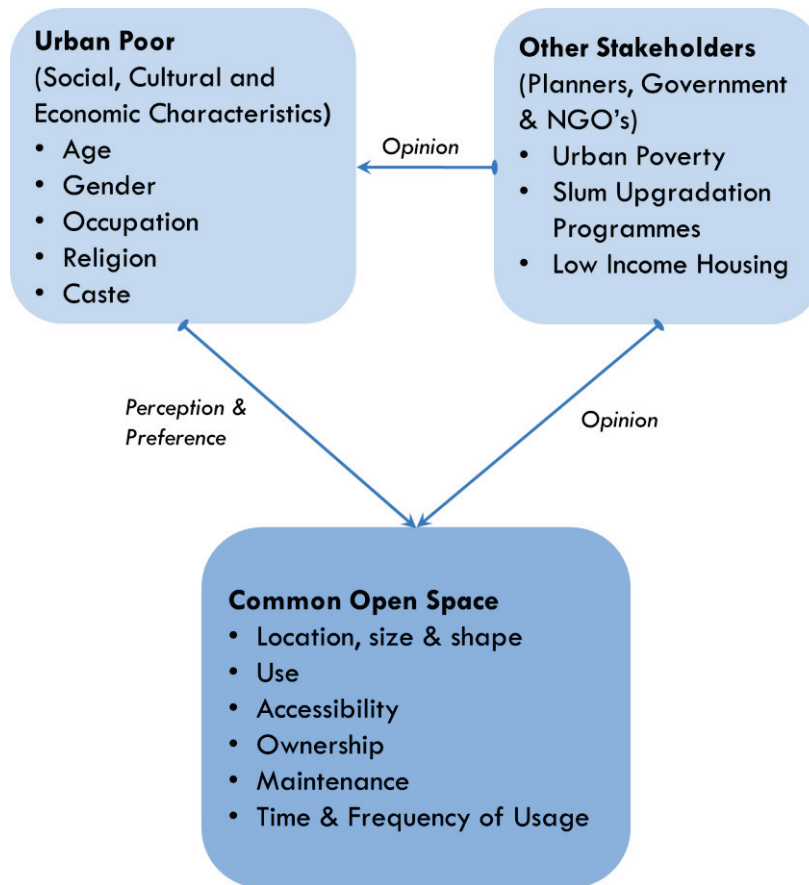 Urban Poor
(Social, Cultural and
Economic Characteristics)
• Age
• Gender
• Occupation
• Religion
• Caste
Opinion
Other Stakeholders
(Planners, Government
& NGO's)
• Urban Poverty
• Slum Upgradation
Programmes
• Low Income Housing
Perception &
Preference
Opinion
Common Open Space
• Location, size & shape
• Use
• Accessibility
• Ownership
• Maintenance
• Time & Frequency of Usage